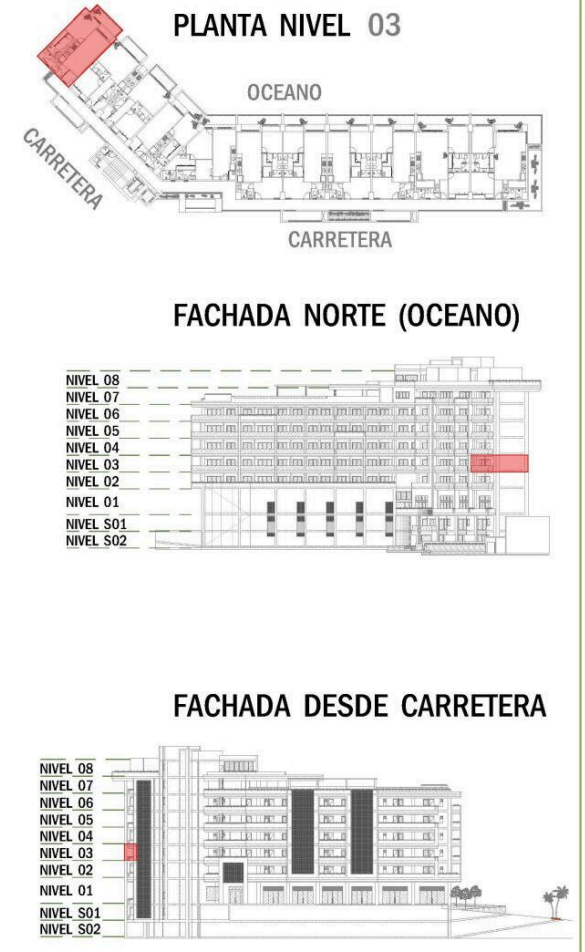 PLANTA NIVEL 03
OCEANO
CARRETERA
CARRETERA
FACHADA NORTE (OCEANO)
NIVEL 08
NIVEL 07
NIVEL 06
NIVEL 05
NIVEL 04
NIVEL 03
NIVEL 02
NIVEL 01
NIVEL S01
NIVEL S02
FACHADA DESDE CARRETERA
NIVEL 08
NIVEL 07
NIVEL 06
NIVEL 05
NIVEL 04
NIVEL 03
NIVEL 02
NIVEL 01
NIVEL S01
NIVEL S02